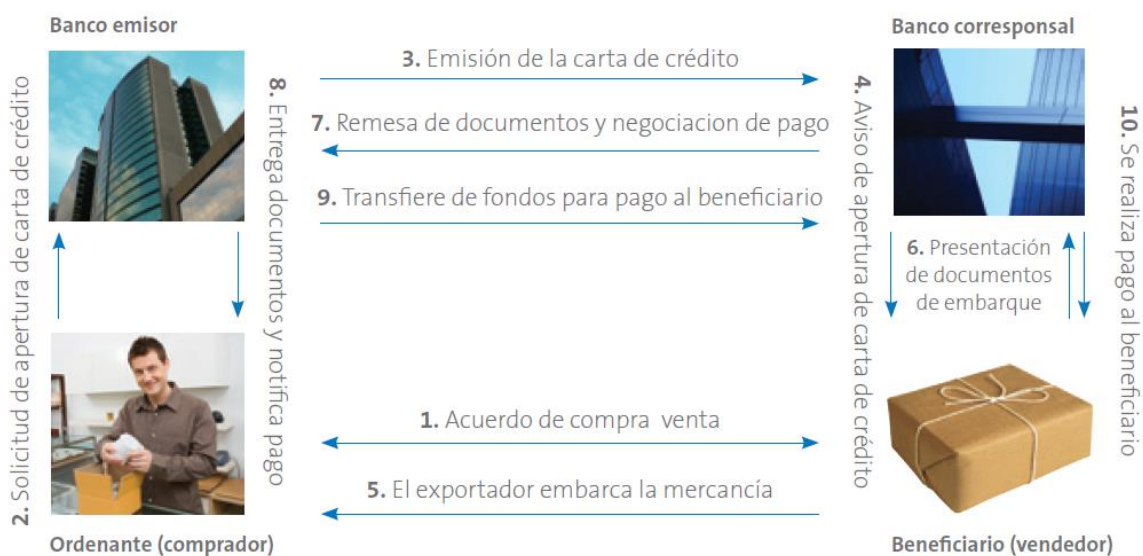 Banco emisor
Banco corresponsal
2. Solicitud de apertura de carta de crédito
8. Entrega documentos y notifica pago
3. Emisión de la carta de crédito
7. Remesa de documentos y negociacion de pago
9. Transfiere de fondos para pago al beneficiario
4. Aviso de apertura de carta de crédito
6. Presentación
de documentos
de embarque
10. Se realiza pago al beneficiario
1. Acuerdo de compra venta
5. El exportador embarca la mercancía
Ordenante (comprador)
Beneficiario (vendedor)